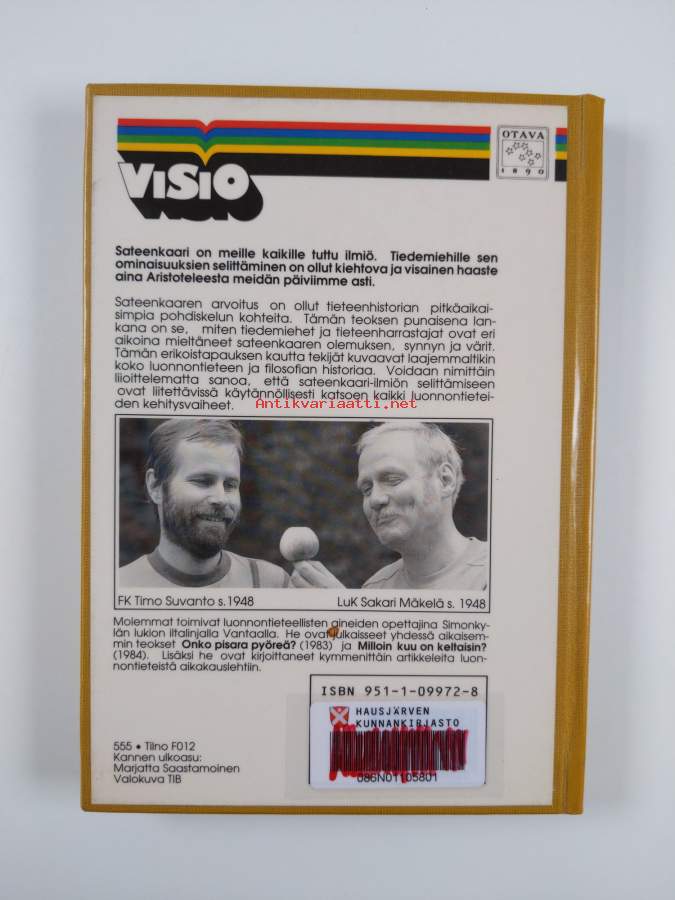 OTAVA
1890
VISIO
Sateenkaari on meille kaikille tuttu ilmiö. Tiedemiehille sen
ominaisuuksien selittäminen on ollut kiehtova ja visainen haaste
aina Aristoteleesta meidän päiviimme asti.
Sateenkaaren arvoitus on ollut tieteenhistorian pitkäaikai-
simpia pohdiskelun kohteita. Tämän teoksen punaisena lan-
kana on se, miten tiedemiehet ja tieteenharrastajat ovat eri
aikoina mieltäneet sateenkaaren olemuksen, synnyn ja värit.
Tämän erikoistapauksen kautta tekijät kuvaavat laajemmaltikin
koko luonnontieteen ja filosofian historiaa. Voidaan nimittäin
liioittelematta sanoa, että sateenkaari-ilmiön selittämiseen
ovat liitettävissä käytännöllisesti katsoen kaikki luonnontietei-
den kehitysvaiheet.
Antikvariaatti.net
FK Timo Suvanto s. 1948
LuK Sakari Mäkelä s. 1948
Molemmat toimivat luonnontieteellisten aineiden opettajina Simonky-
län lukion iltalinjalla Vantaalla. He ovat julkaisseet yhdessä aikaisem-
min teokset Onko pisara pyöreä? (1983) ja Milloin kuu on keltaisin?
(1984). Lisäksi he ovat kirjoittaneet kymmenittäin artikkeleita luon-
nontieteistä aikakauslehtiin.
ISBN 951-1-09972-8
HAUSJÄRVEN
KUNNANKIRJASTO
086N01105801
555 • Tilno F012
Kannen ulkoasu:
Marjatta Saastamoinen
Valokuva TIB